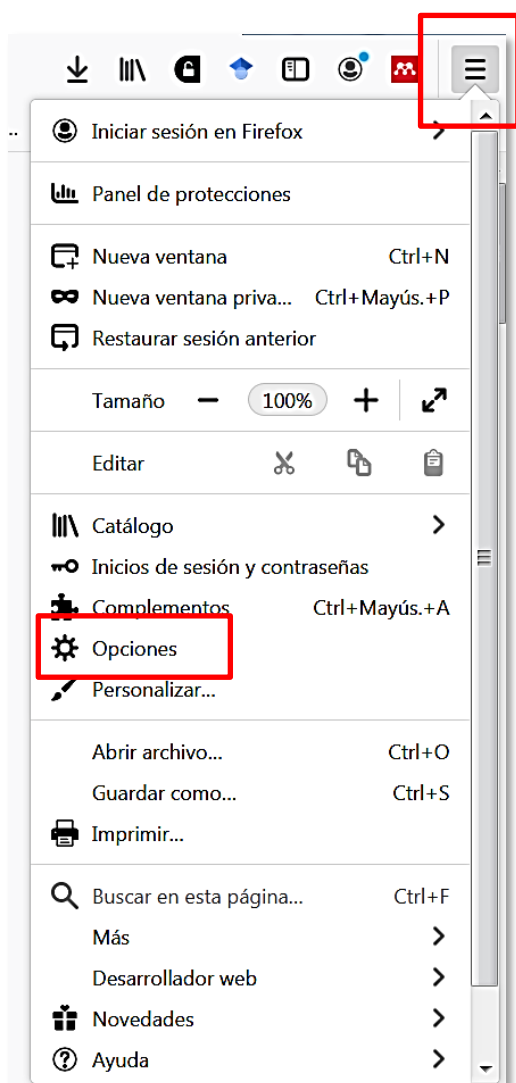 Iniciar sesión en Firefox
Panel de protecciones
Nueva ventana Ctrl+N
Nueva ventana priva... Ctrl+Mayús.+P
Restaurar sesión anterior
Tamaño 100%
Editar
Catálogo
Inicios de sesión y contraseñas
Complementos Ctrl+Mayús.+A
Opciones
Personalizar...
Abrir archivo... Ctrl+O
Guardar como... Ctrl+S
Imprimir...
Buscar en esta página... Ctrl+F
Más
Desarrollador web
Novedades
Ayuda